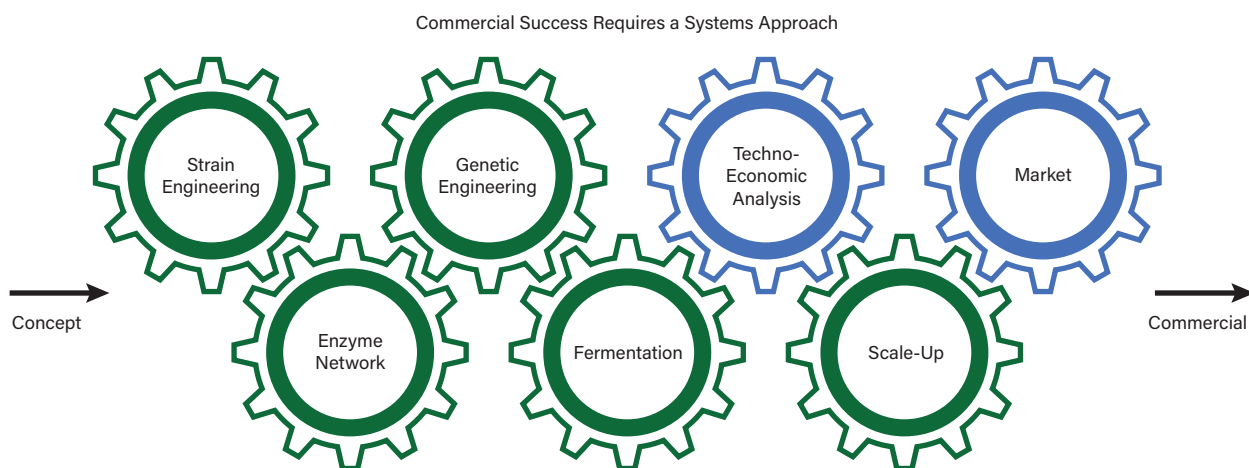 Commercial Success Requires a Systems Approach
Strain
Engineering
Genetic
Engineering
Techno-
Economic
Analysis
Market
Concept
Enzyme
Network
Fermentation
Scale-Up
Commercial